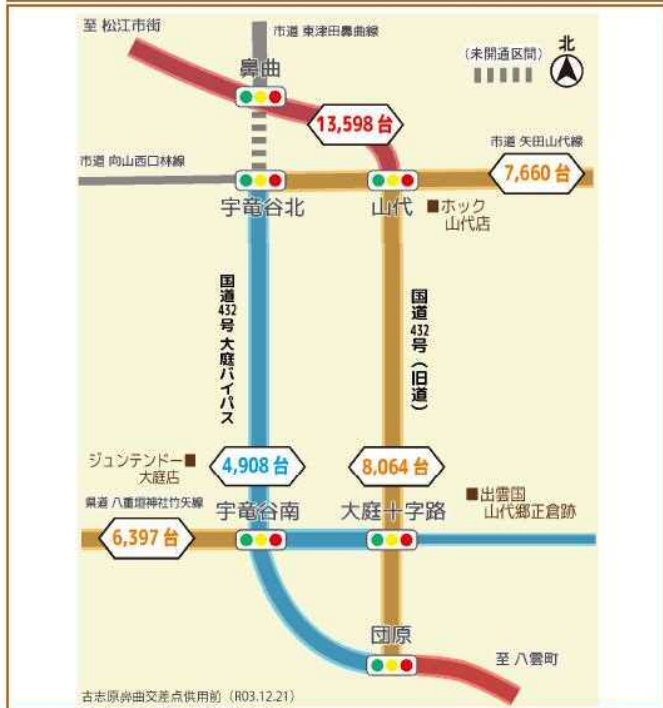 至 松江市街
市道 東津田鼻曲線
(未開通区間)
北
鼻曲
13,598 台
市道 矢田山代線
市道 向山西口林線
7,660 台
宇竜谷北
山代
■ホック
山代店
国道432号 大庭バイパス
国道432号(旧道)
ジュンテンドー■
大庭店
4,908 台
8,064 台
■出雲国
山代郷正倉跡
県道 八重垣神社竹矢線
宇竜谷南
大庭十字路
6,397 台
団原
至 八雲町
古志原鼻曲交差点供用前(R03.12.21)